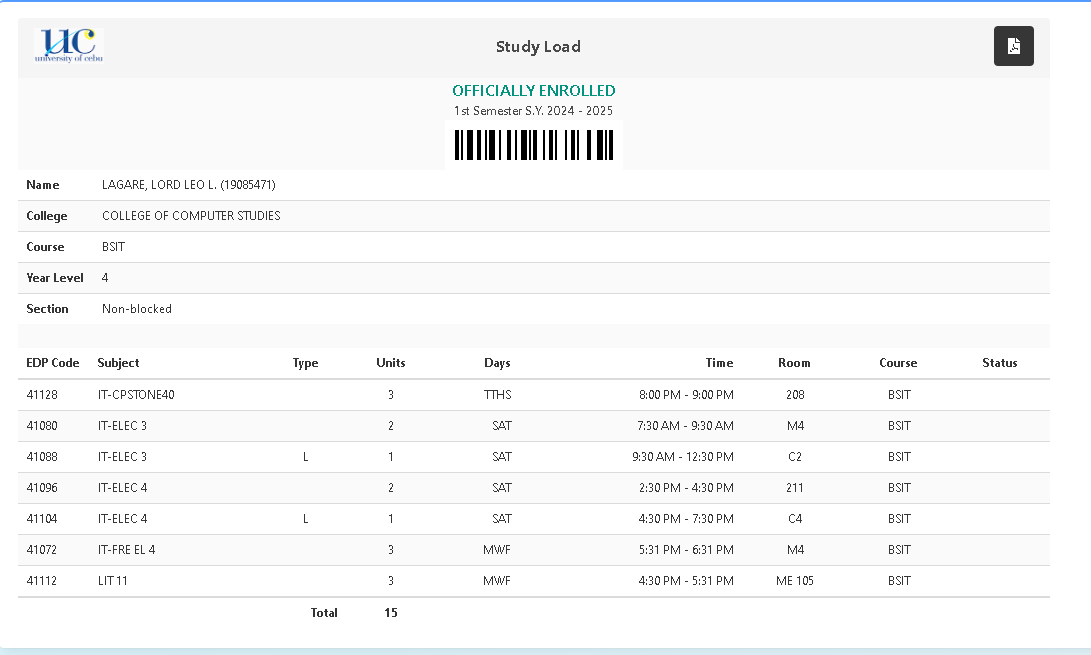 UC
university of cebu
Study Load
OFFICIALLY ENROLLED
1st Semester S.Y. 2024 - 2025
Name LAGARE, LORD LEO L. (19085471)
College COLLEGE OF COMPUTER STUDIES
Course BSIT
Year Level 4
Section Non-blocked
EDP Code Subject Type Units Days Time Room Course Status
41128 IT-CPSTONE40 3 TTHS 8:00 PM - 9:00 PM 208 BSIT
41080 IT-ELEC 3 2 SAT 7:30 AM - 9:30 AM M4 BSIT
41088 IT-ELEC 3 L 1 SAT 9:30 AM - 12:30 PM C2 BSIT
41096 IT-ELEC 4 2 SAT 2:30 PM - 4:30 PM 211 BSIT
41104 IT-ELEC 4 L 1 SAT 4:30 PM - 7:30 PM C4 BSIT
41072 IT-FRE EL 4 3 MWF 5:31 PM - 6:31 PM M4 BSIT
41112 LIT 11 3 MWF 4:30 PM - 5:31 PM ME 105 BSIT
Total 15